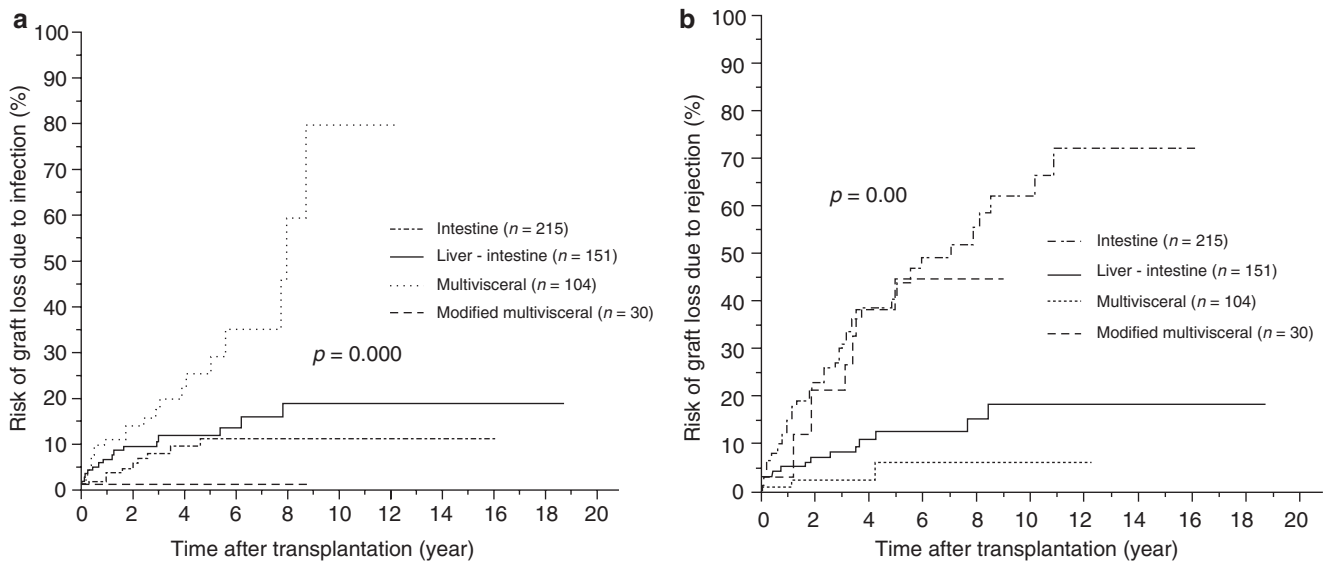 a
Risk of graft loss due to infection (%)
100
90
80
70
60
50
40
30
20
10
0
Intestine (n = 215)
Liver - intestine (n = 151)
Multivisceral (n = 104)
Modified multivisceral (n = 30)
p = 0.000
0 2 4 6 8 10 12 14 16 18 20
Time after transplantation (year)
b
Risk of graft loss due to rejection (%)
100
90
80
70
60
50
40
30
20
10
0
p = 0.00
Intestine (n = 215)
Liver - intestine (n = 151)
Multivisceral (n = 104)
Modified multivisceral (n = 30)
0 2 4 6 8 10 12 14 16 18 20
Time after transplantation (year)